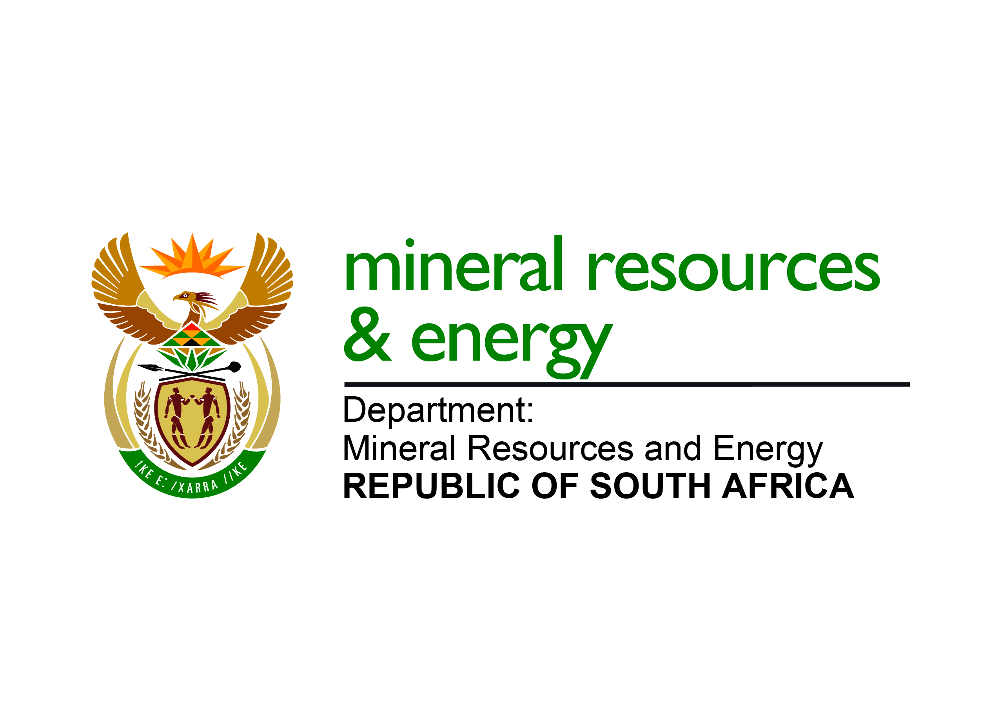 mineral resources
& energy
Department:
Mineral Resources and Energy
REPUBLIC OF SOUTH AFRICA
!KE E: /XARRA //KE